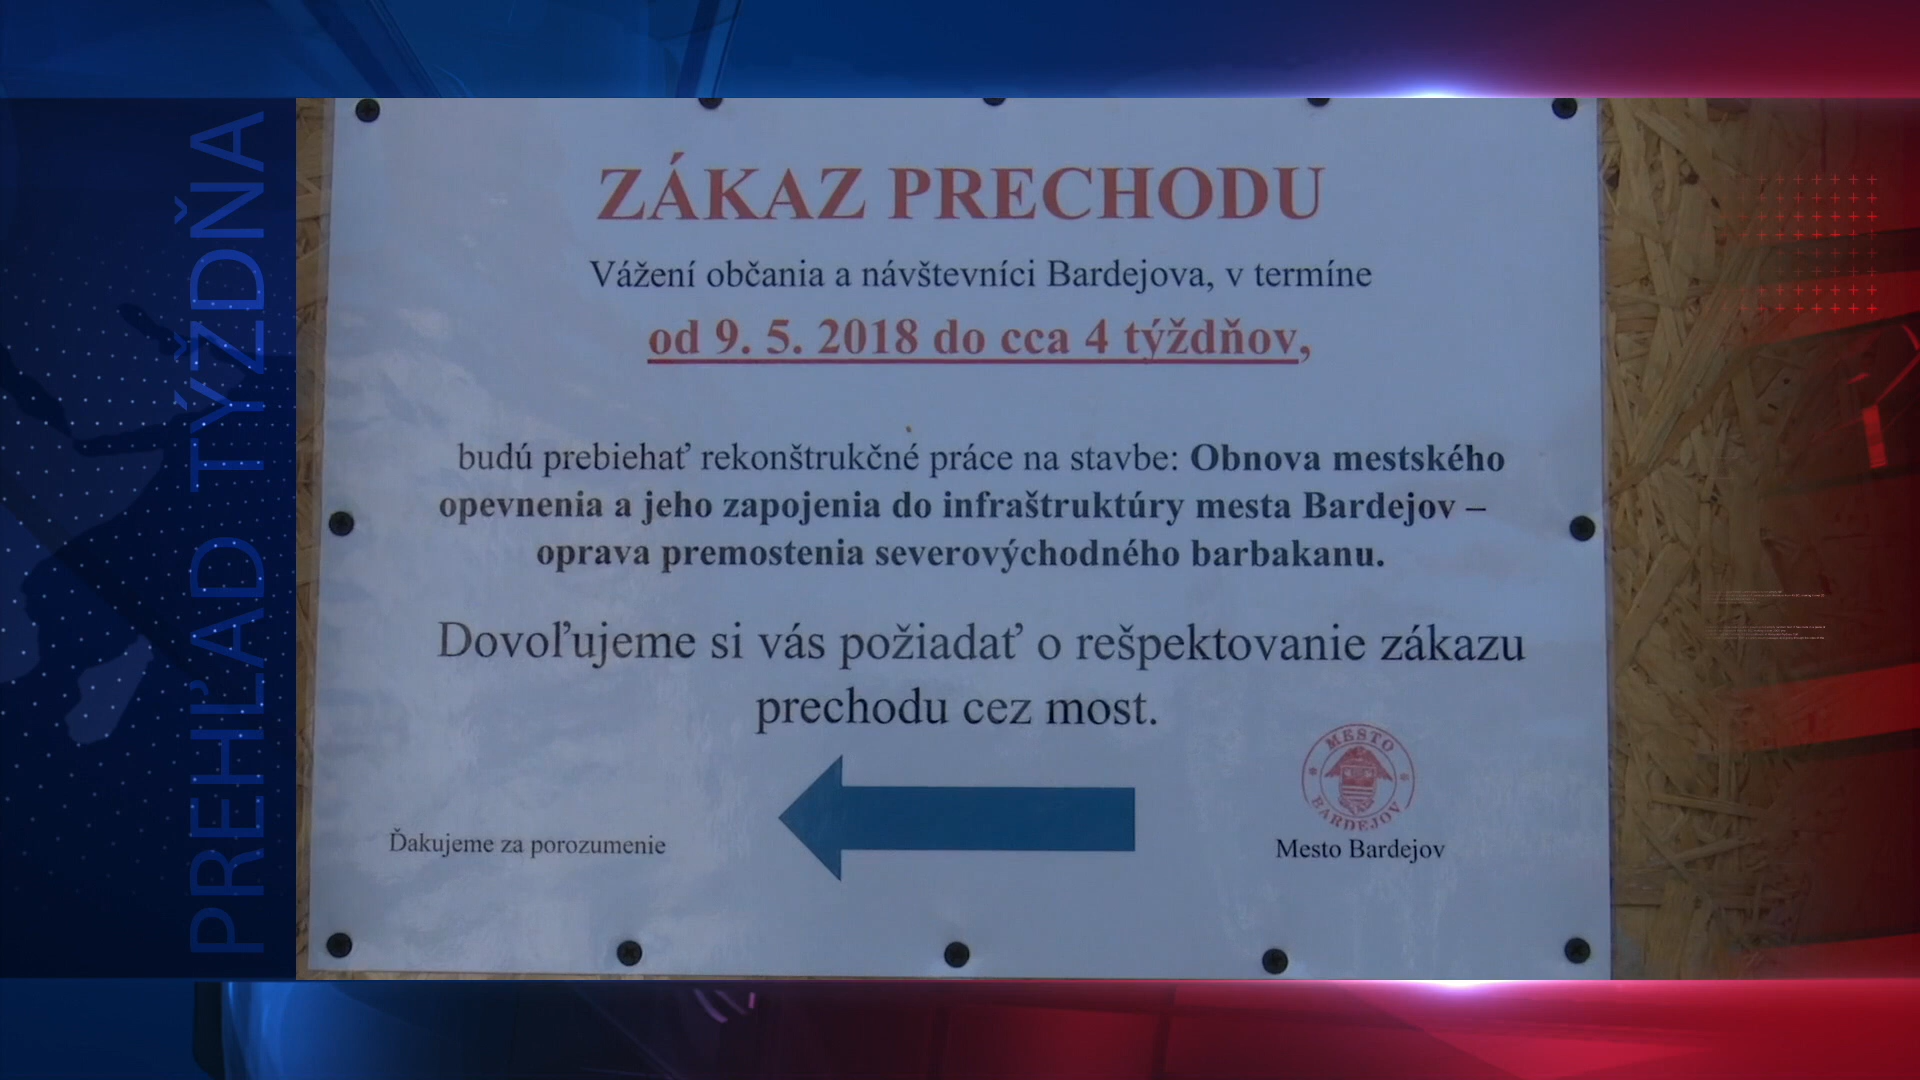 PREHĽAD TÝŽDŇA
ZÁKAZ PRECHODU
Vážení občania a návštevníci Bardejova, v termíne
od 9. 5. 2018 do cca 4 týždňov,
budú prebiehať rekonštrukčné práce na stavbe: Obnova mestského
opevnenia a jeho zapojenia do infraštruktúry mesta Bardejov –
oprava premostenia severovýchodného barbakanu.
Dovoľujeme si vás požiadať o rešpektovanie zákazu
prechodu cez most.
MESTO
BARDEJOV
Ďakujeme za porozumenie
Mesto Bardejov